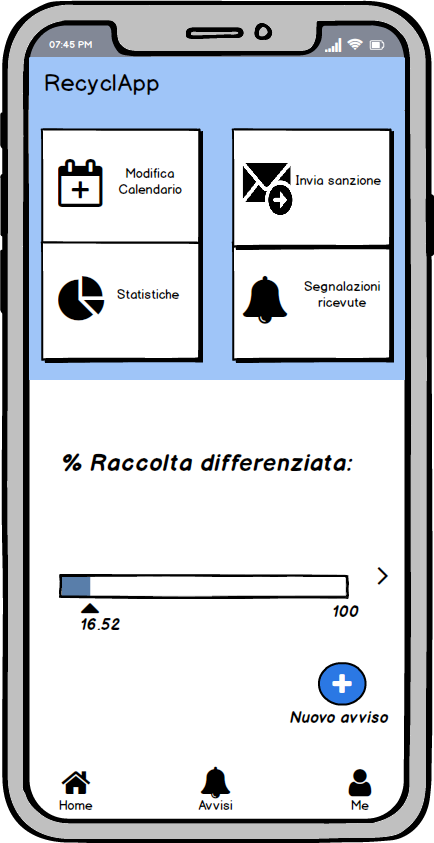 07:45 PM
RecyclApp
Modifica
Calendario
Invia sanzione
Statistiche
Segnalazioni
ricevute
% Raccolta differenziata:
16.52
100
Nuovo avviso
Home
Avvisi
Me